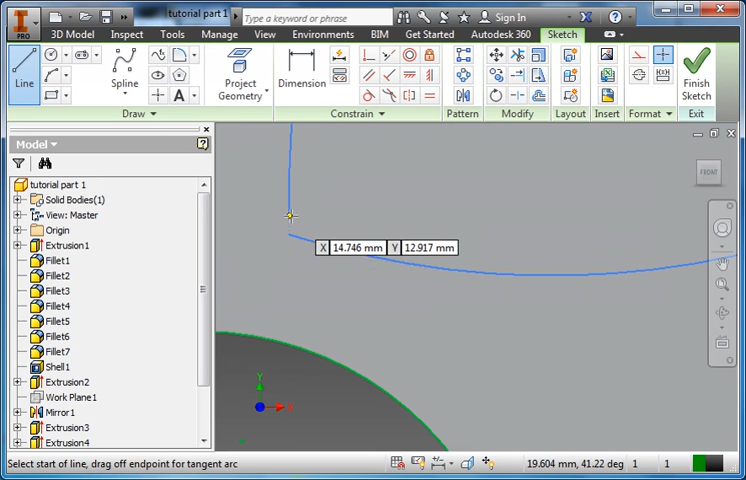 PRO
tutorial part 1
Type a keyword or phrase
Sign In
3D Model
Inspect
Tools
Manage
View
Environments
BIM
Get Started
Autodesk 360
Sketch
Line
Spline
Project
Geometry
Dimension
Pattern
Modify
Layout
Insert
Format
Finish
Sketch
Draw
Constrain
Exit
Model
tutorial part 1
Solid Bodies(1)
View: Master
Origin
Extrusion1
Fillet1
Fillet2
Fillet3
Fillet4
Fillet5
Fillet6
Fillet7
Shell1
Extrusion2
Work Plane1
Mirror1
Extrusion3
Extrusion4
FRONT
X 14.746 mm Y 12.917 mm
Y
X
Select start of line, drag off endpoint for tangent arc
19.604 mm, 41.22 deg
1
1